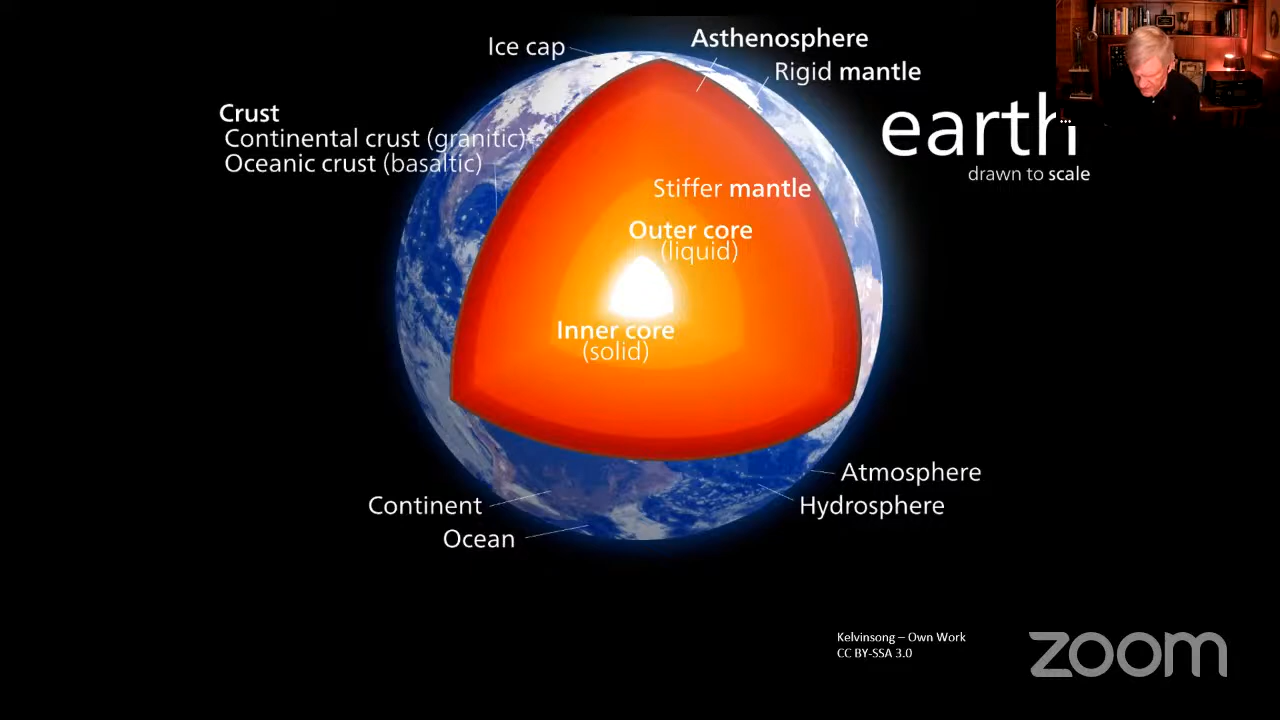 Ice cap
Asthenosphere
Rigid mantle
Crust
Continental crust (granitic)
Oceanic crust (basaltic)
earth
drawn to scale
Stiffer mantle
Outer core
(liquid)
Inner core
(solid)
Atmosphere
Continent
Hydrosphere
Ocean
Kelvinsong – Own Work
CC BY-SSA 3.0
zoom